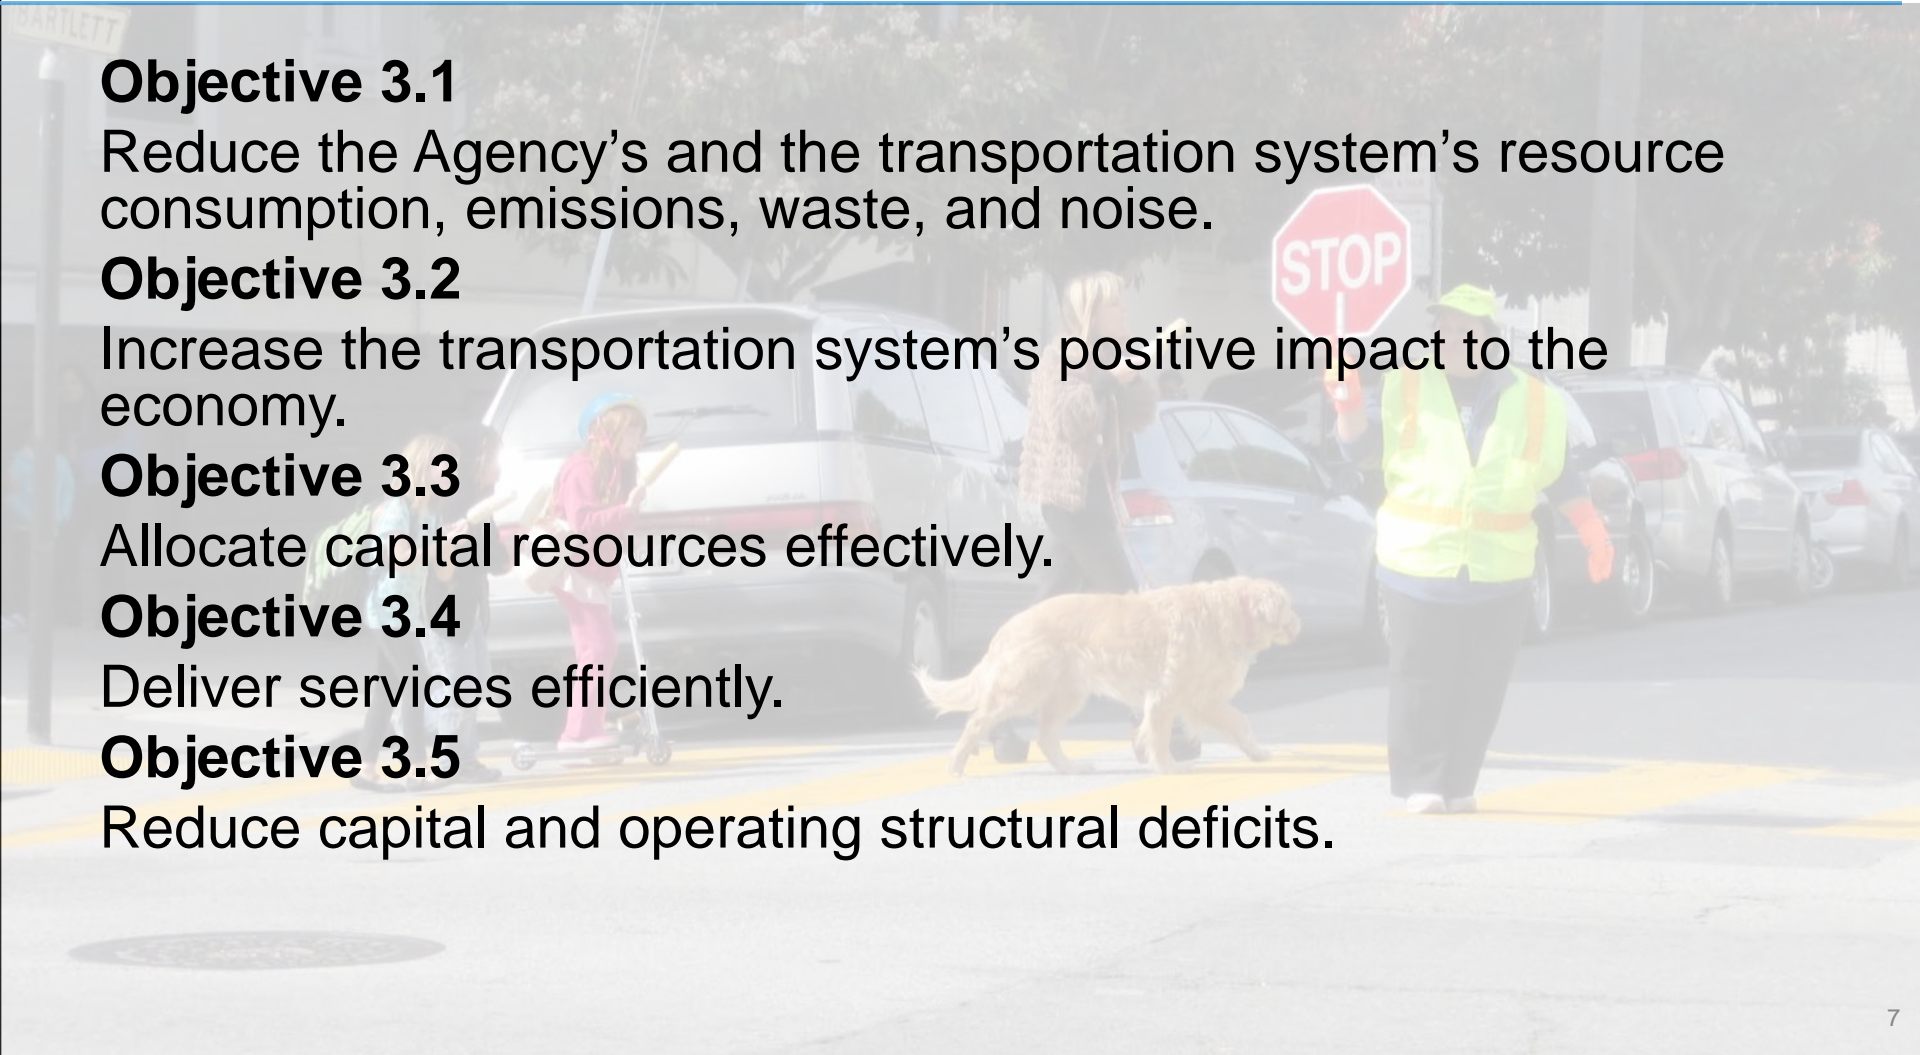 BARTLETT
Objective 3.1
Reduce the Agency’s and the transportation system’s resource
consumption, emissions, waste, and noise.
STOP
Objective 3.2
Increase the transportation system’s positive impact to the
economy.
Objective 3.3
Allocate capital resources effectively.
Objective 3.4
Deliver services efficiently.
Objective 3.5
Reduce capital and operating structural deficits.
7